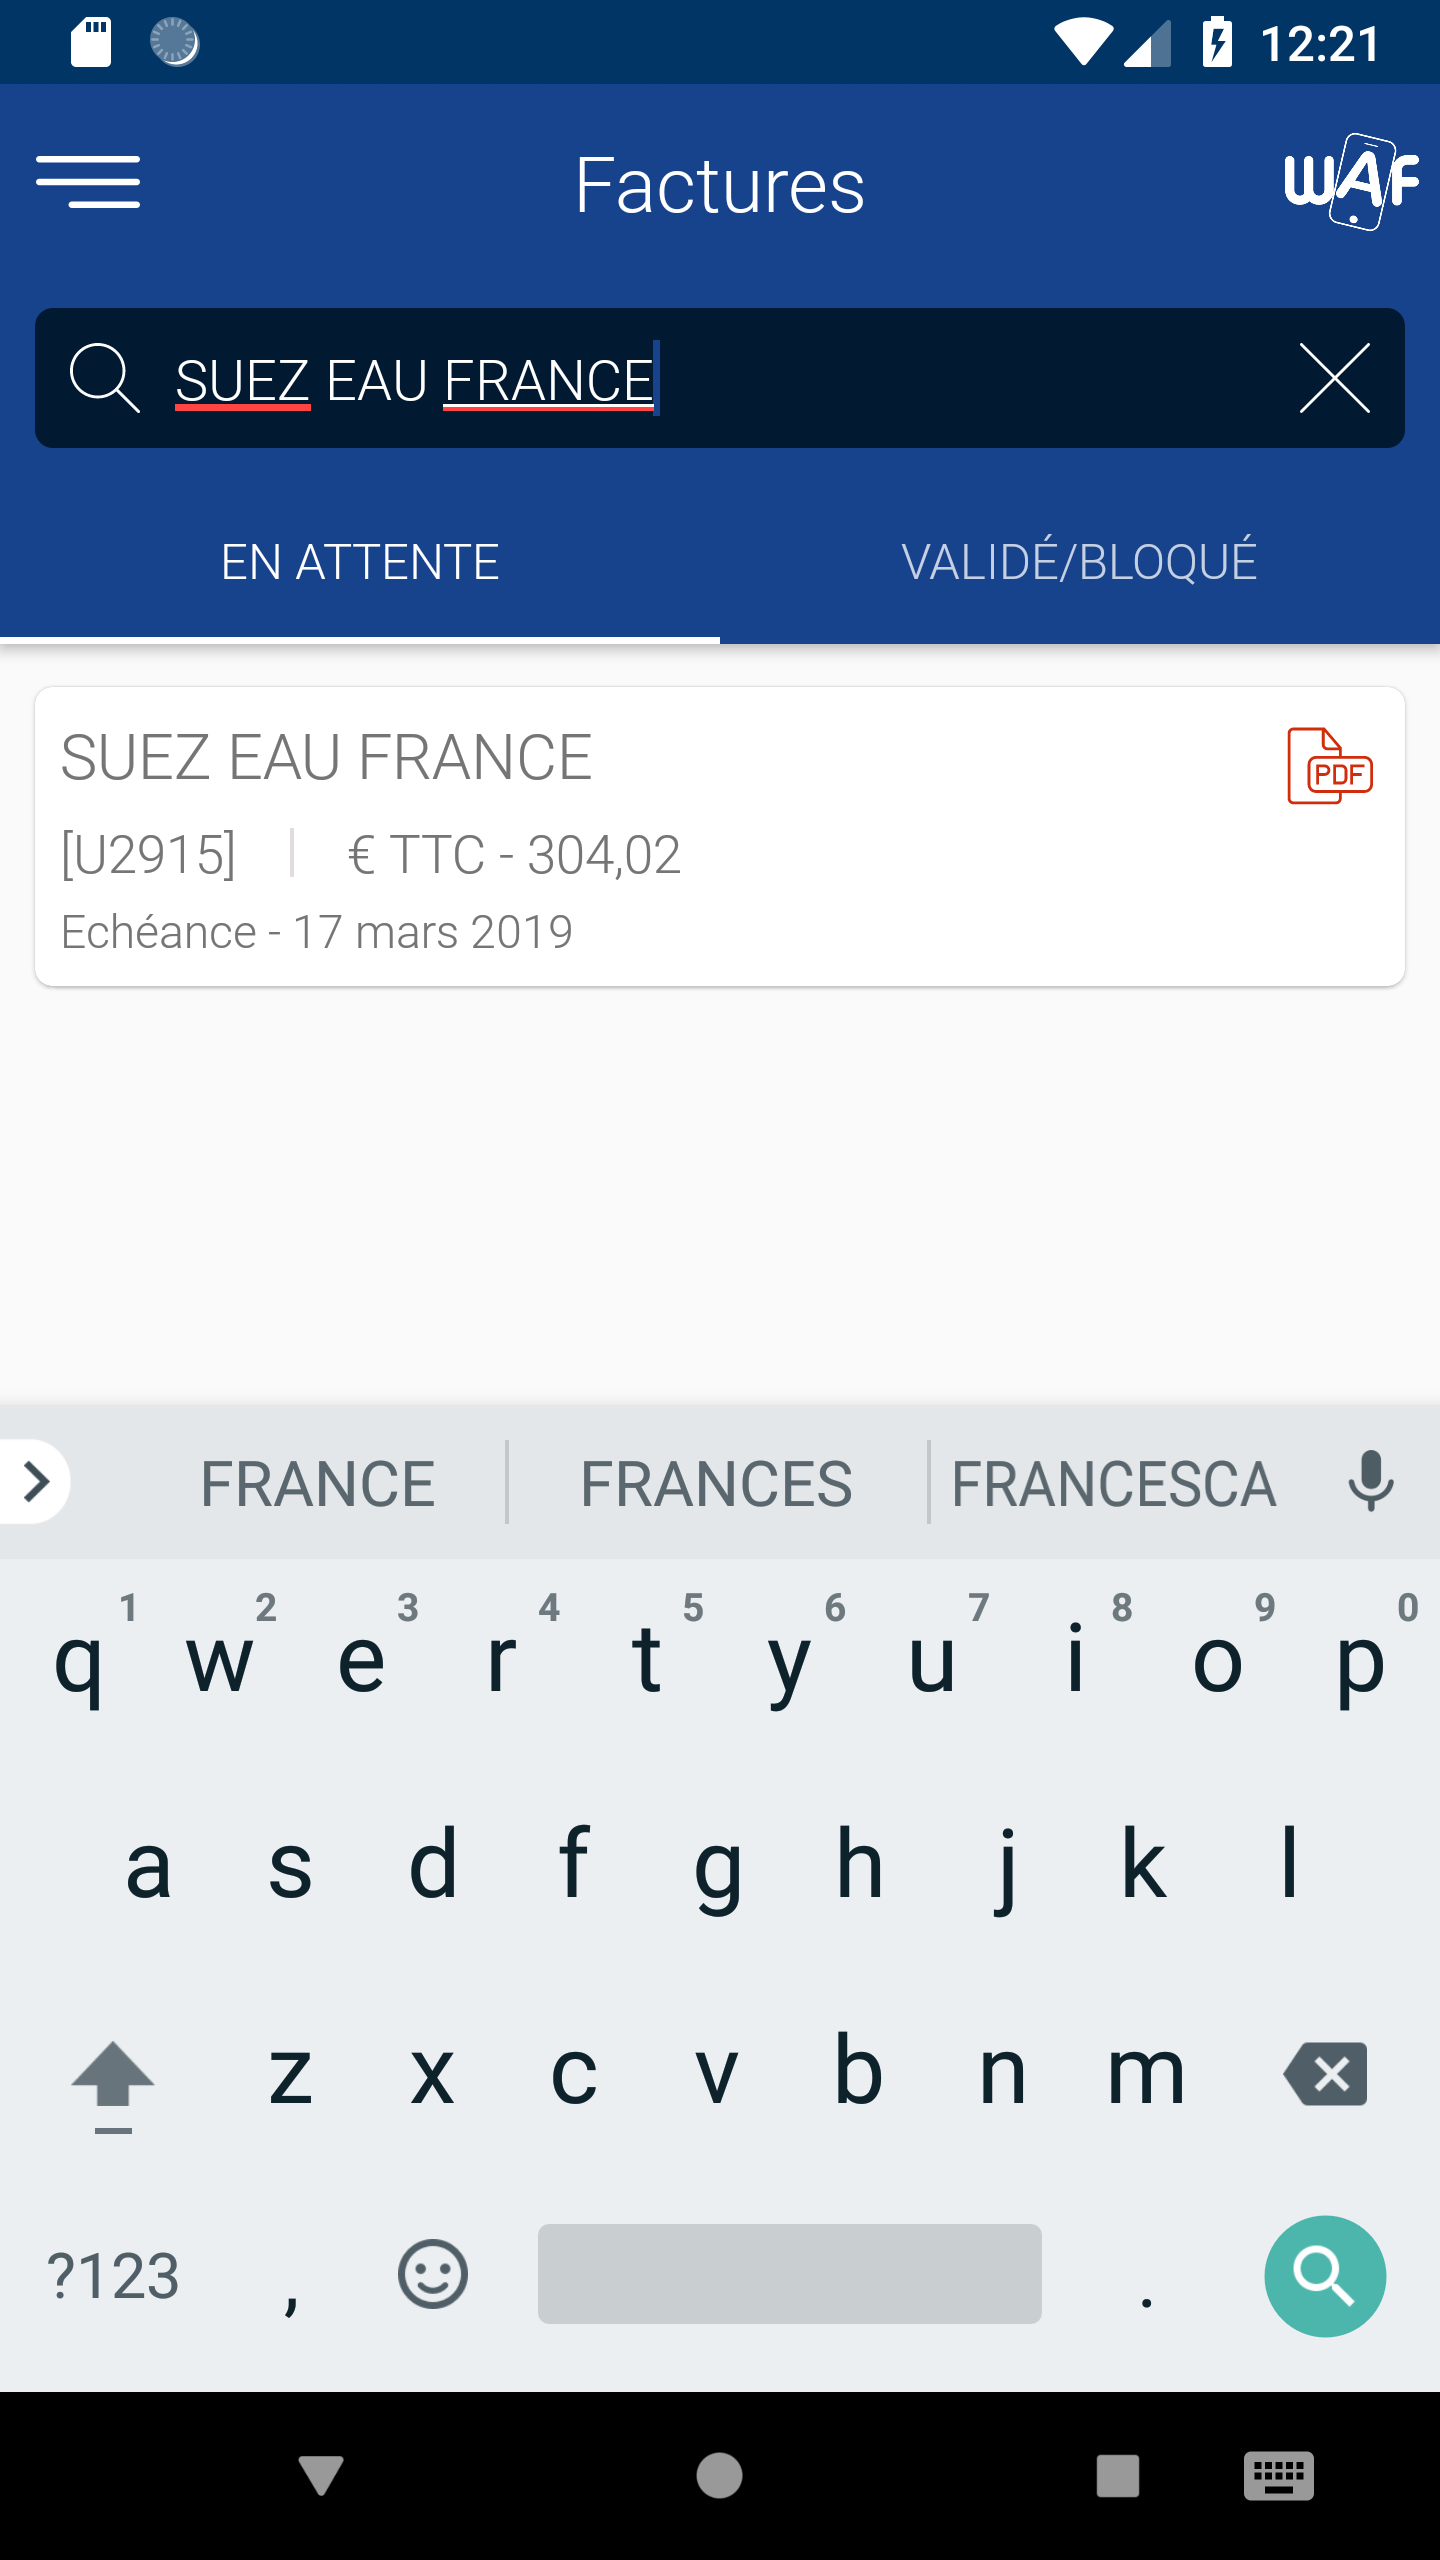 12:21
Factures
WAF
SUEZ EAU FRANCE
EN ATTENTE
VALIDÉ/BLOQUÉ
SUEZ EAU FRANCE
PDF
[U2915] € TTC - 304,02
Echéance - 17 mars 2019
FRANCE FRANCES FRANCESCA
1 2 3 4 5 6 7 8 9 0
q w e r t y u i o p
a s d f g h j k l
z x c v b n m
?123 , .